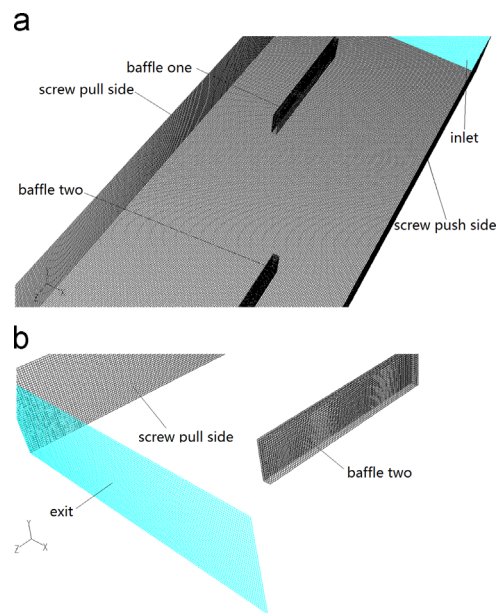 a
baffle one
screw pull side
baffle two
inlet
screw push side
Y
Z
X
b
screw pull side
baffle two
exit
Y
Z
X